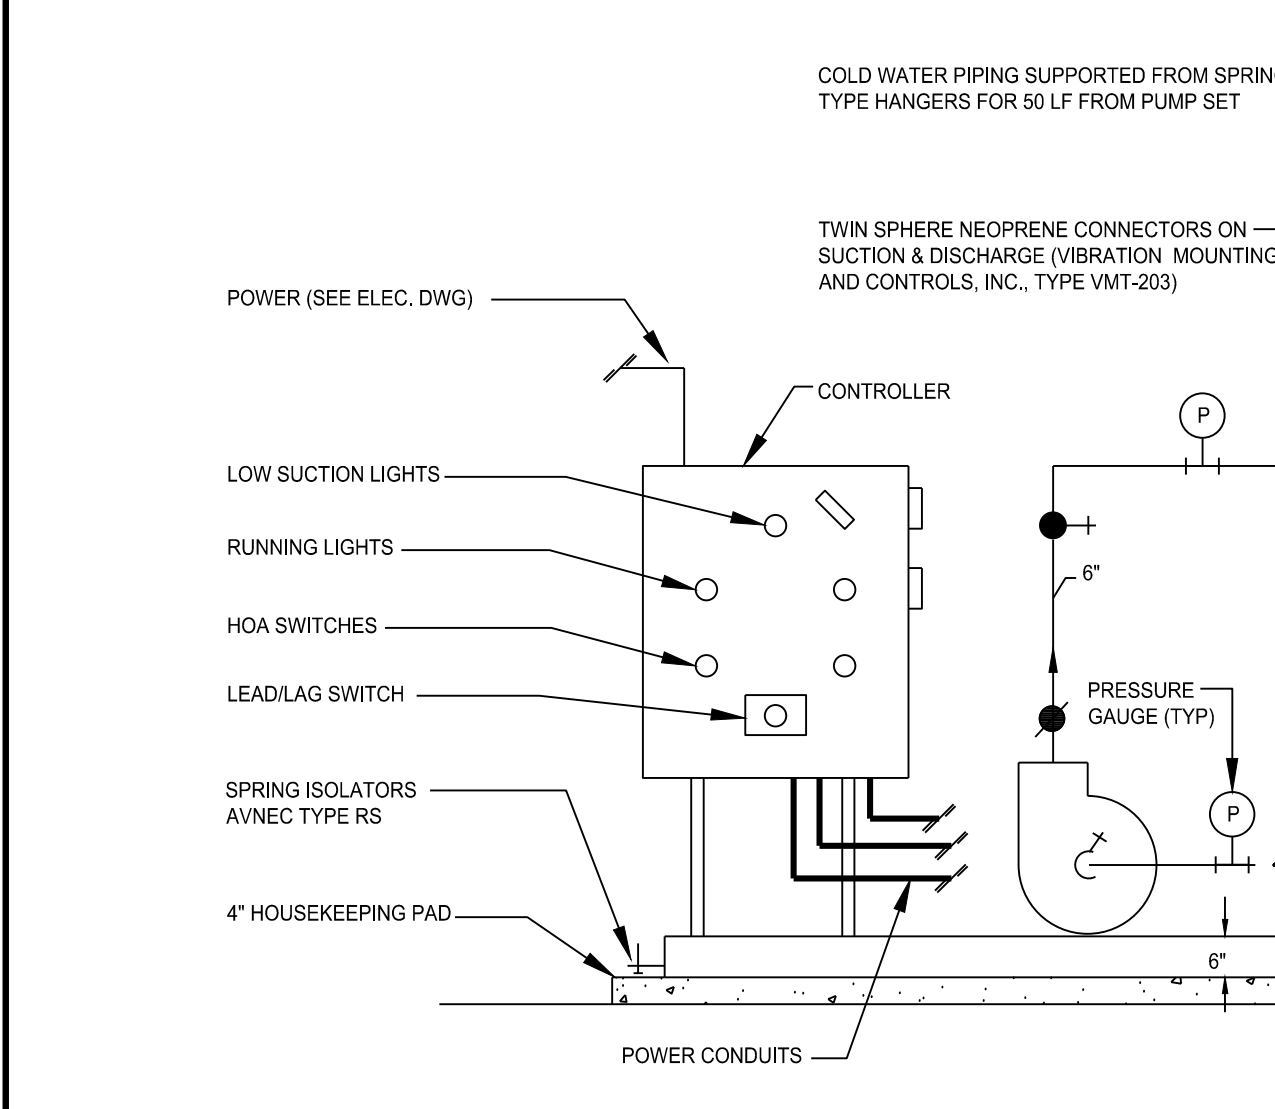 COLD WATER PIPING SUPPORTED FROM
TYPE HANGERS FOR 50 LF FROM PUMP SET
TWIN SPHERE NEOPRENE CONNECTORS ON
SUCTION & DISCHARGE (VIBRATION MOUNTING
AND CONTROLS, INC., TYPE VMT-203)
POWER (SEE ELEC. DWG)
CONTROLLER
P
LOW SUCTION LIGHTS
RUNNING LIGHTS
6"
HOA SWITCHES
LEAD/LAG SWITCH
PRESSURE
GAUGE (TYP)
SPRING ISOLATORS
AVNEC TYPE RS
P
4" HOUSEKEEPING PAD
6"
POWER CONDUITS